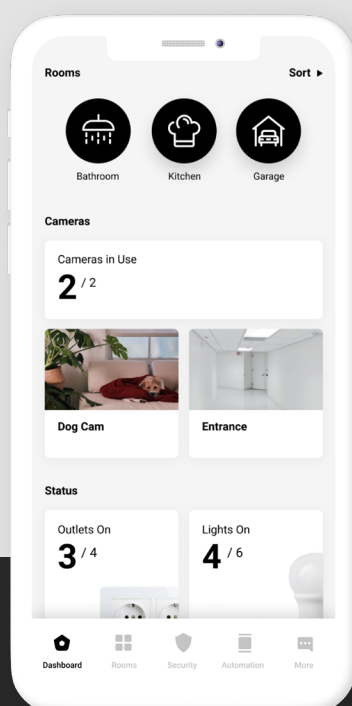 Rooms
Sort
Bathroom Kitchen Garage
Cameras
Cameras in Use
2 / 2
Dog Cam
Entrance
Status
Outlets On
3 / 4
Lights On
4 / 6
Dashboard Rooms Security Automation More